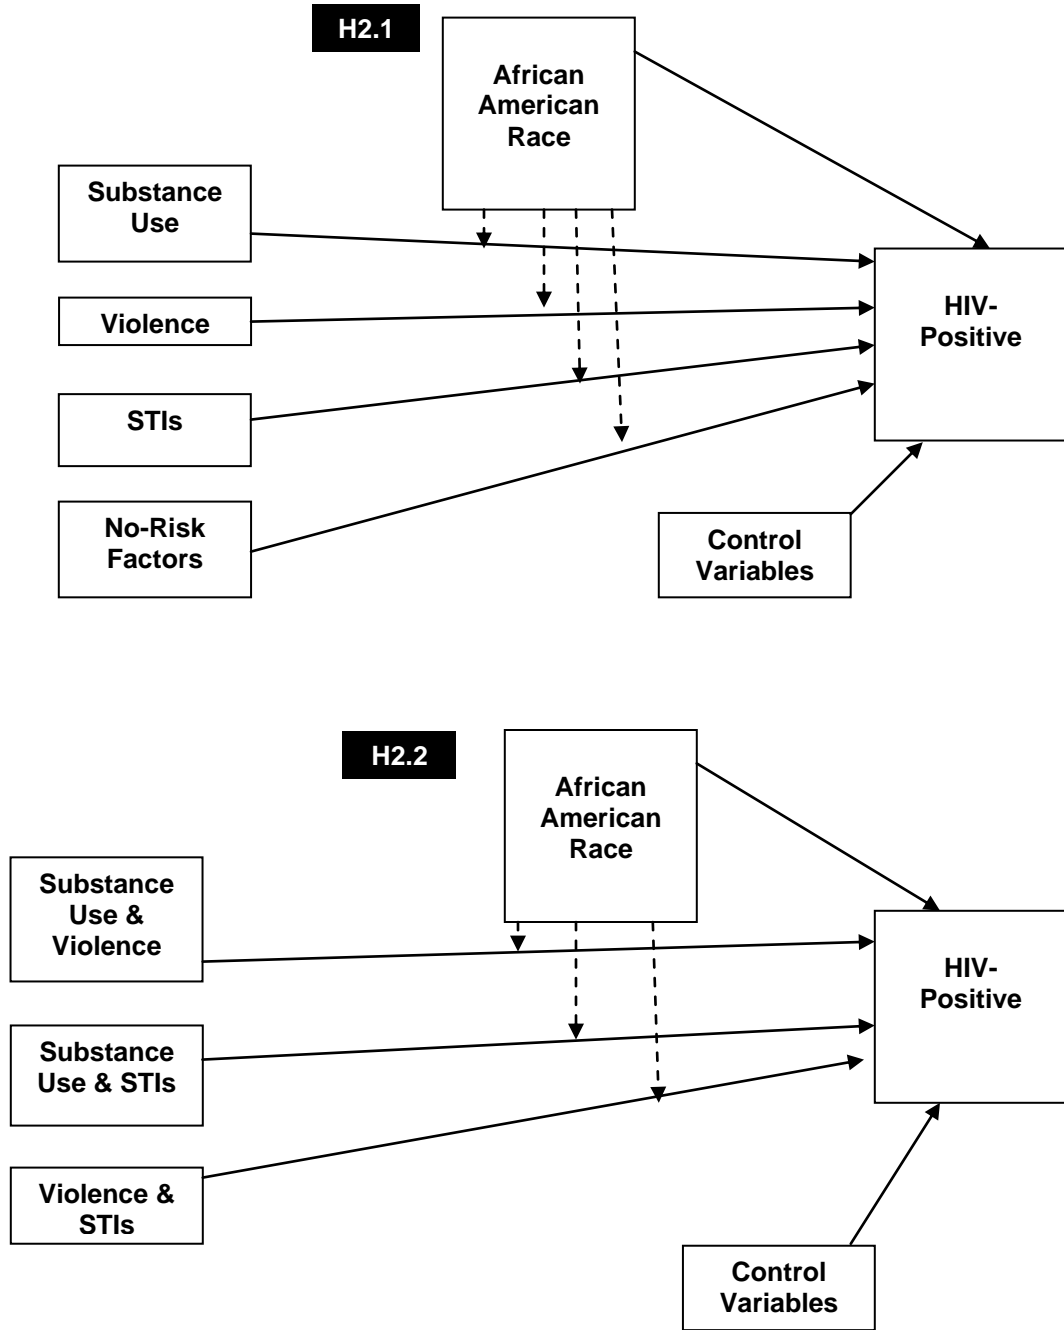 H2.1
African
American
Race
Substance
Use
Violence
STIs
No-Risk
Factors
HIV-
Positive
Control
Variables
H2.2
African
American
Race
Substance
Use &
Violence
Substance
Use & STIs
Violence &
STIs
HIV-
Positive
Control
Variables